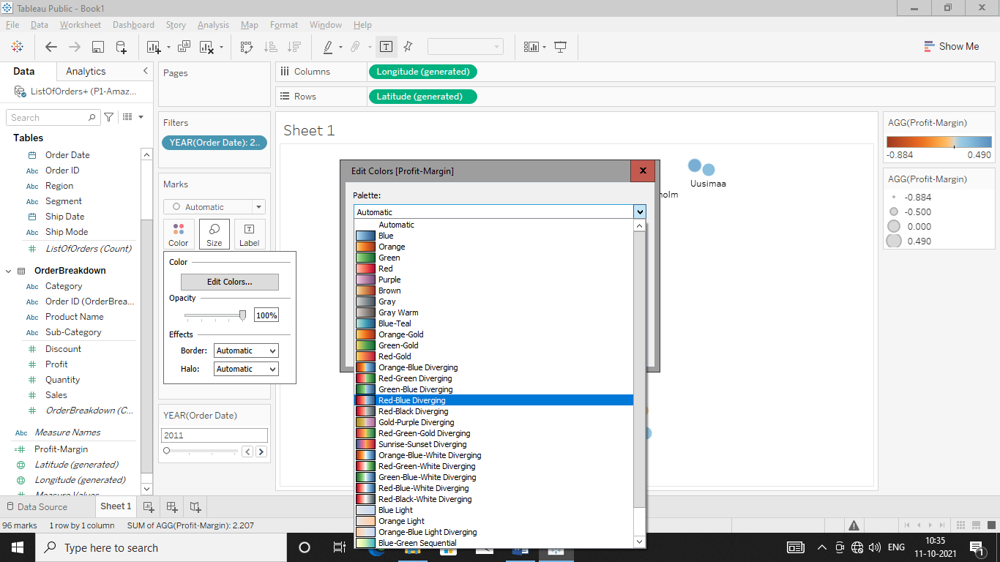 Tableau Public - Book1
File Data Worksheet Dashboard Story Analysis Map Format Window Help
Show Me
Data Analytics
ListOfOrders+ (P1-Amaz...
Search
Tables
Order Date
Abc Order ID
Abc Region
Abc Segment
Ship Date
Abc Ship Mode
ListOfOrders (Count)
OrderBreakdown
Abc Category
Abc Order ID (OrderBrea...
Abc Product Name
Abc Sub-Category
Discount
Profit
Quantity
Sales
OrderBreakdown (C...
Abc Measure Names
Profit-Margin
Latitude (generated)
Longitude (generated)
Measure Values
Pages
Filters
YEAR(Order Date): 2..
Marks
Automatic
Color Size Label
Color
Edit Colors...
Opacity
100%
Effects
Border: Automatic
Halo: Automatic
YEAR(Order Date)
2011
Columns Longitude (generated)
Rows Latitude (generated)
Sheet 1
Uusimaa
holm
Edit Colors [Profit-Margin]
Palette:
Automatic
Automatic
Blue
Orange
Green
Red
Purple
Brown
Gray
Gray Warm
Blue-Teal
Orange-Gold
Green-Gold
Red-Gold
Orange-Blue Diverging
Red-Green Diverging
Green-Blue Diverging
Red-Blue Diverging
Red-Black Diverging
Gold-Purple Diverging
Red-Green-Gold Diverging
Sunrise-Sunset Diverging
Orange-Blue-White Diverging
Red-Green-White Diverging
Green-Blue-White Diverging
Red-Blue-White Diverging
Red-Black-White Diverging
Blue Light
Orange Light
Orange-Blue Light Diverging
Blue-Green Sequential
AGG(Profit-Margin)
-0.884 0.490
AGG(Profit-Margin)
-0.884
-0.500
0.000
0.490
Data Source Sheet 1
96 marks 1 row by 1 column SUM of AGG(Profit-Margin): 2.207
Type here to search
ENG
10:35
11-10-2021
1